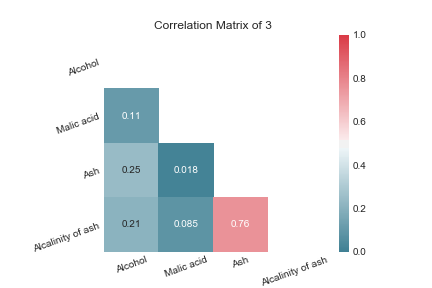 Correlation Matrix of 3
1.0
Alcohol
0.8
Malic acid
0.11
0.6
Ash
0.25
0.018
0.4
0.2
Alcalinity of ash
0.21
0.085
0.76
0.0
Alcohol
Malic acid
Ash
Alcalinity of ash